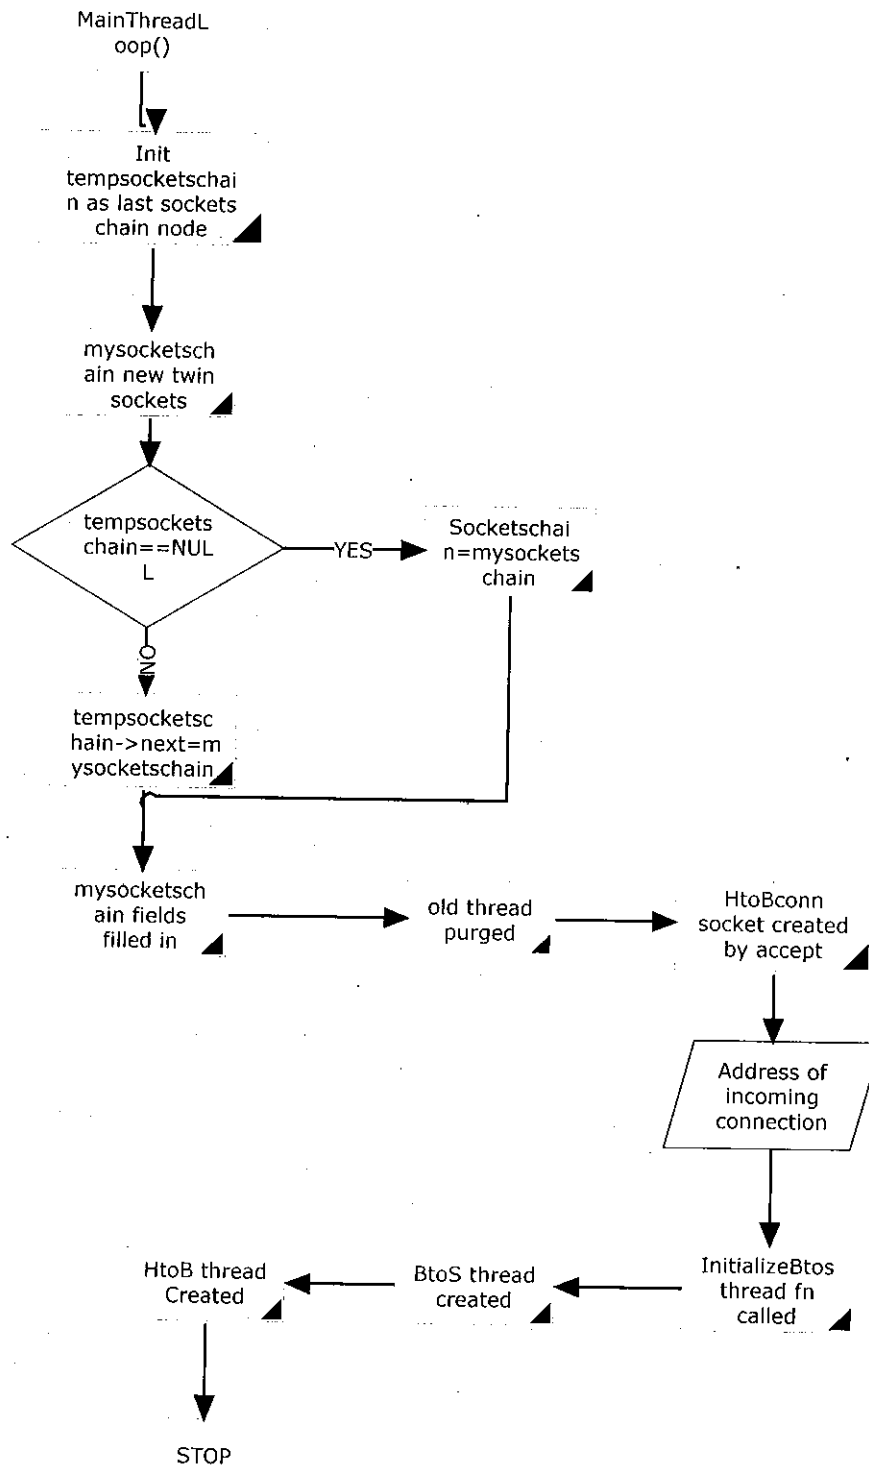 MainThreadL
oop()
Init
tempsocketschai
n as last sockets
chain node
mysocketsch
ain new twin
sockets
tempsockets
chain==NUL
L
YES
Socketschai
n=mysockets
chain
NO
tempsocketsc
hain->next=m
ysocketschain
mysocketsch
ain fields
filled in
old thread
purged
HtoBconn
socket created
by accept
Address of
incoming
connection
InitializeBtos
thread fn
called
BtoS thread
created
HtoB thread
Created
STOP